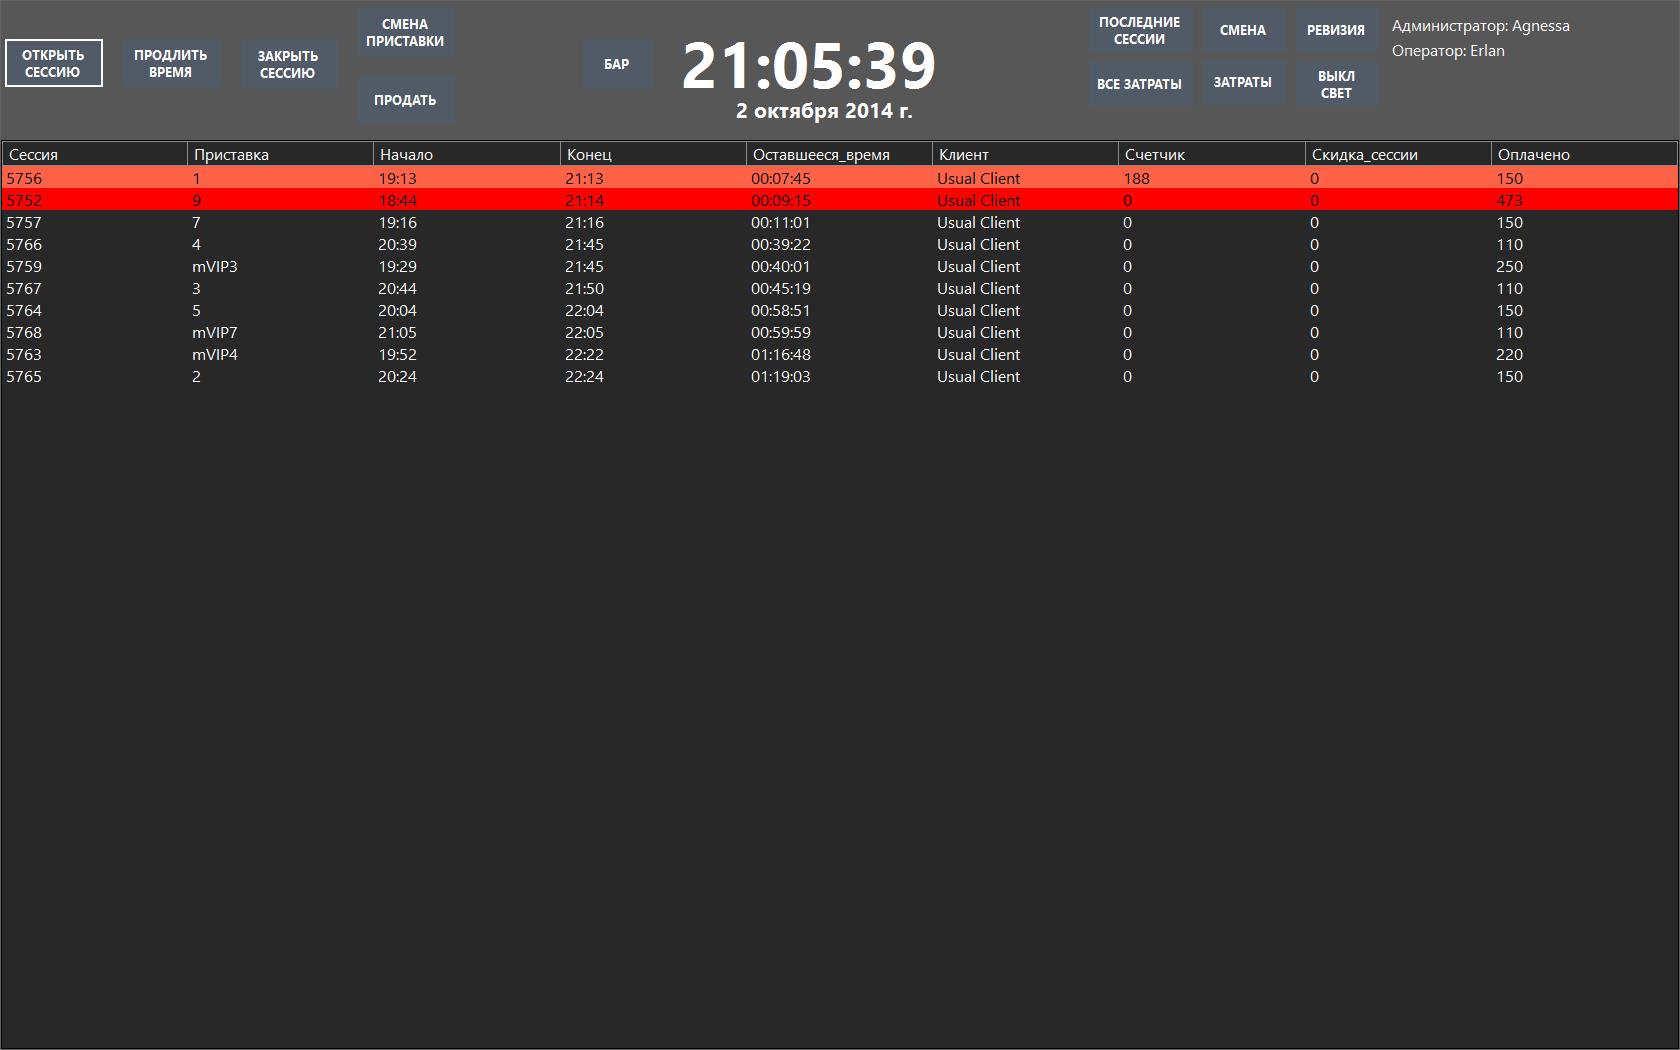 ОТКРЫТЬ
СЕССИЮ
ПРОДЛИТЬ
ВРЕМЯ
ЗАКРЫТЬ
СЕССИЮ
СМЕНА
ПРИСТАВКИ
ПРОДАТЬ
БАР
21:05:39
2 октября 2014 г.
ПОСЛЕДНИЕ
СЕССИИ
СМЕНА
РЕВИЗИЯ
ВСЕ ЗАТРАТЫ
ЗАТРАТЫ
ВЫКЛ
СВЕТ
Администратор: Agnessa
Оператор: Erlan
Сессия Приставка Начало Конец Оставшееся_время Клиент Счетчик Скидка_сессии Оплачено
5756 1 19:13 21:13 00:07:45 Usual Client 188 0 150
5752 9 18:44 21:14 00:09:15 Usual Client 0 0 473
5757 7 19:16 21:16 00:11:01 Usual Client 0 0 150
5766 4 20:39 21:45 00:39:22 Usual Client 0 0 110
5759 mVIP3 19:29 21:45 00:40:01 Usual Client 0 0 250
5767 3 20:44 21:50 00:45:19 Usual Client 0 0 110
5764 5 20:04 22:04 00:58:51 Usual Client 0 0 150
5768 mVIP7 21:05 22:05 00:59:59 Usual Client 0 0 110
5763 mVIP4 19:52 22:22 01:16:48 Usual Client 0 0 220
5765 2 20:24 22:24 01:19:03 Usual Client 0 0 150